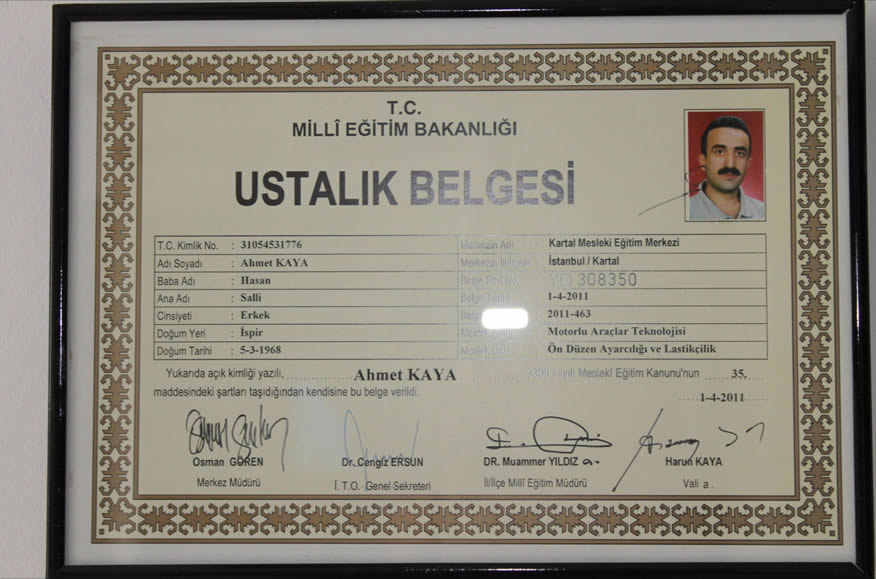 T.C.
MİLLÎ EĞİTİM BAKANLIĞI
USTALIK BELGESİ
T.C. Kimlik No. : 31054531776
Adı Soyadı : Ahmet KAYA
Baba Adı : Hasan
Ana Adı : Salli
Cinsiyeti : Erkek
Doğum Yeri : İspir
Doğum Tarihi : 5-3-1968
Merkezin Adı Kartal Mesleki Eğitim Merkezi
Merkezin İstanbul / Kartal
Belge Seri No. YD 308350
Belge Tarihi 1-4-2011
2011-463
Motorlu Araçlar Teknolojisi
Meslek Dalı Ön Düzen Ayarcılığı ve Lastikçilik
Yukarıda açık kimliği yazılı, Ahmet KAYA 3308 sayılı Meslekî Eğitim Kanunu'nun 35.
maddesindeki şartları taşıdığından kendisine bu belge verildi.
1-4-2011
Osman GÖREN Dr. Cengiz ERSUN DR. Muammer YILDIZ a. Harun KAYA
Merkez Müdürü İ.T.O. Genel Sekreteri İl/İlçe Millî Eğitim Müdürü Vali a.